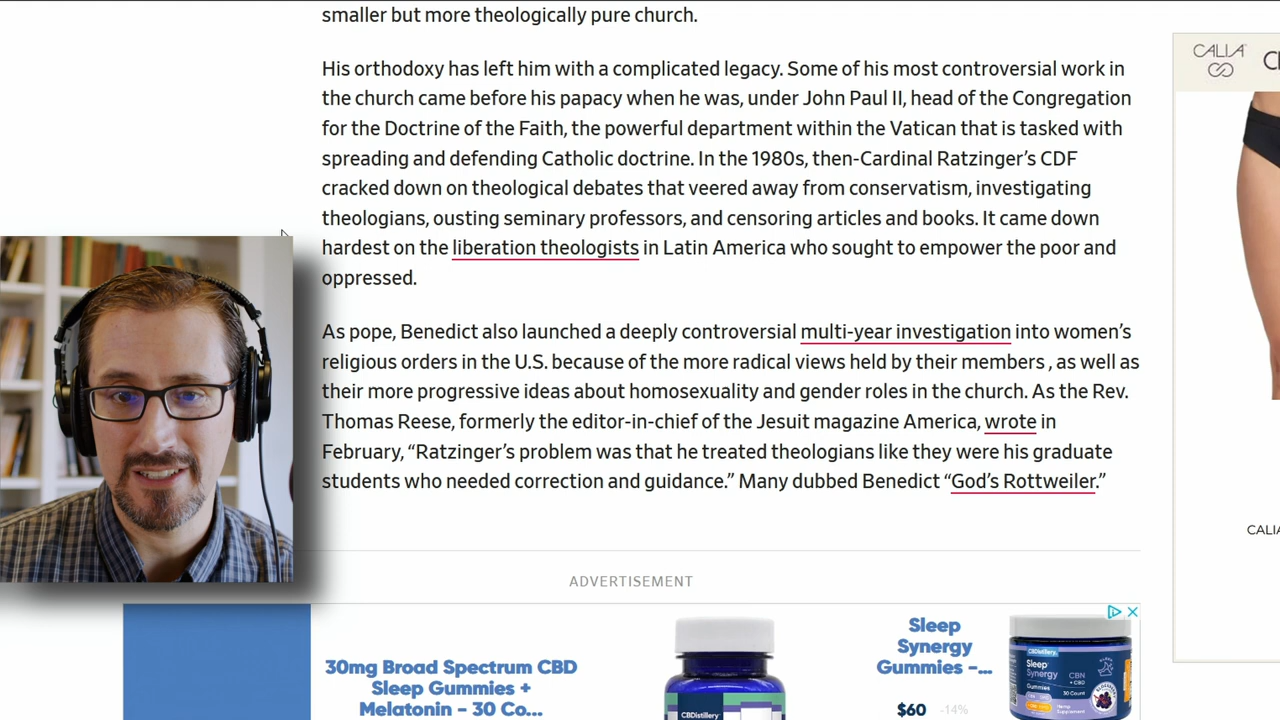 smaller but more theologically pure church.
His orthodoxy has left him with a complicated legacy. Some of his most controversial work in
the church came before his papacy when he was, under John Paul II, head of the Congregation
for the Doctrine of the Faith, the powerful department within the Vatican that is tasked with
spreading and defending Catholic doctrine. In the 1980s, then-Cardinal Ratzinger’s CDF
cracked down on theological debates that veered away from conservatism, investigating
theologians, ousting seminary professors, and censoring articles and books. It came down
hardest on the liberation theologists in Latin America who sought to empower the poor and
oppressed.
As pope, Benedict also launched a deeply controversial multi-year investigation into women’s
religious orders in the U.S. because of the more radical views held by their members , as well as
their more progressive ideas about homosexuality and gender roles in the church. As the Rev.
Thomas Reese, formerly the editor-in-chief of the Jesuit magazine America, wrote in
February, “Ratzinger’s problem was that he treated theologians like they were his graduate
students who needed correction and guidance.” Many dubbed Benedict “God’s Rottweiler.”
ADVERTISEMENT
30mg Broad Spectrum CBD
Sleep Gummies +
Melatonin – 30 Co...
CBDistillery
Sleep
Synergy
Gummies –...
$60 -14%
CBDistillery
Sleep
Synergy
Gummies
CBN
+ CBD
30 Count
CALIA